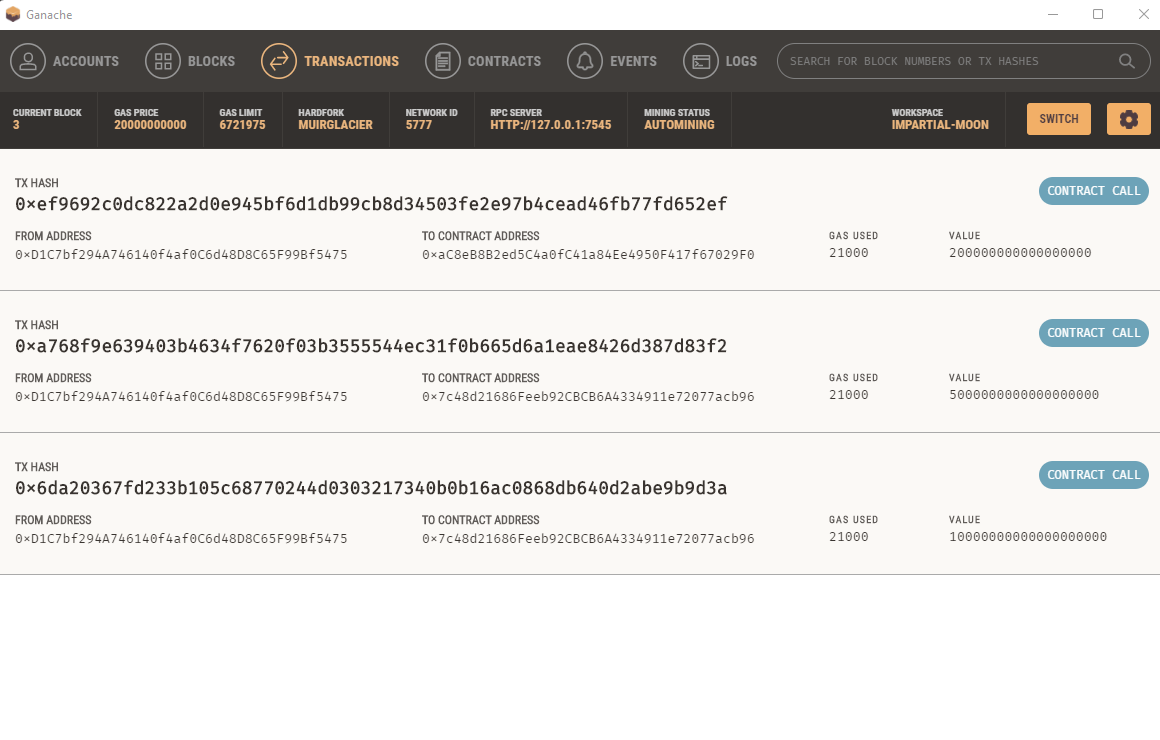 Ganache
ACCOUNTS BLOCKS TRANSACTIONS CONTRACTS EVENTS LOGS SEARCH FOR BLOCK NUMBERS OR TX HASHES
CURRENT BLOCK GAS PRICE GAS LIMIT HARDFORK NETWORK ID RPC SERVER MINING STATUS WORKSPACE
3 20000000000 6721975 MUIRGLACIER 5777 HTTP://127.0.0.1:7545 AUTOMINING IMPARTIAL-MOON SWITCH
TX HASH
0×ef9692c0dc822a2d0e945bf6d1db99cb8d34503fe2e97b4cead46fb77fd652ef CONTRACT CALL
FROM ADDRESS TO CONTRACT ADDRESS GAS USED VALUE
0×D1C7bf294A746140f4af0C6d48D8C65F99Bf5475 0×aC8eB8B2ed5C4a0fC41a84Ee4950F417f67029F0 21000 200000000000000000
TX HASH
0×a768f9e639403b4634f7620f03b3555544ec31f0b665d6a1eae8426d387d83f2 CONTRACT CALL
FROM ADDRESS TO CONTRACT ADDRESS GAS USED VALUE
0×D1C7bf294A746140f4af0C6d48D8C65F99Bf5475 0×7c48d21686Feeb92CBCB6A4334911e72077acb96 21000 5000000000000000000
TX HASH
0×6da20367fd233b105c68770244d0303217340b0b16ac0868db640d2abe9b9d3a CONTRACT CALL
FROM ADDRESS TO CONTRACT ADDRESS GAS USED VALUE
0×D1C7bf294A746140f4af0C6d48D8C65F99Bf5475 0×7c48d21686Feeb92CBCB6A4334911e72077acb96 21000 10000000000000000000